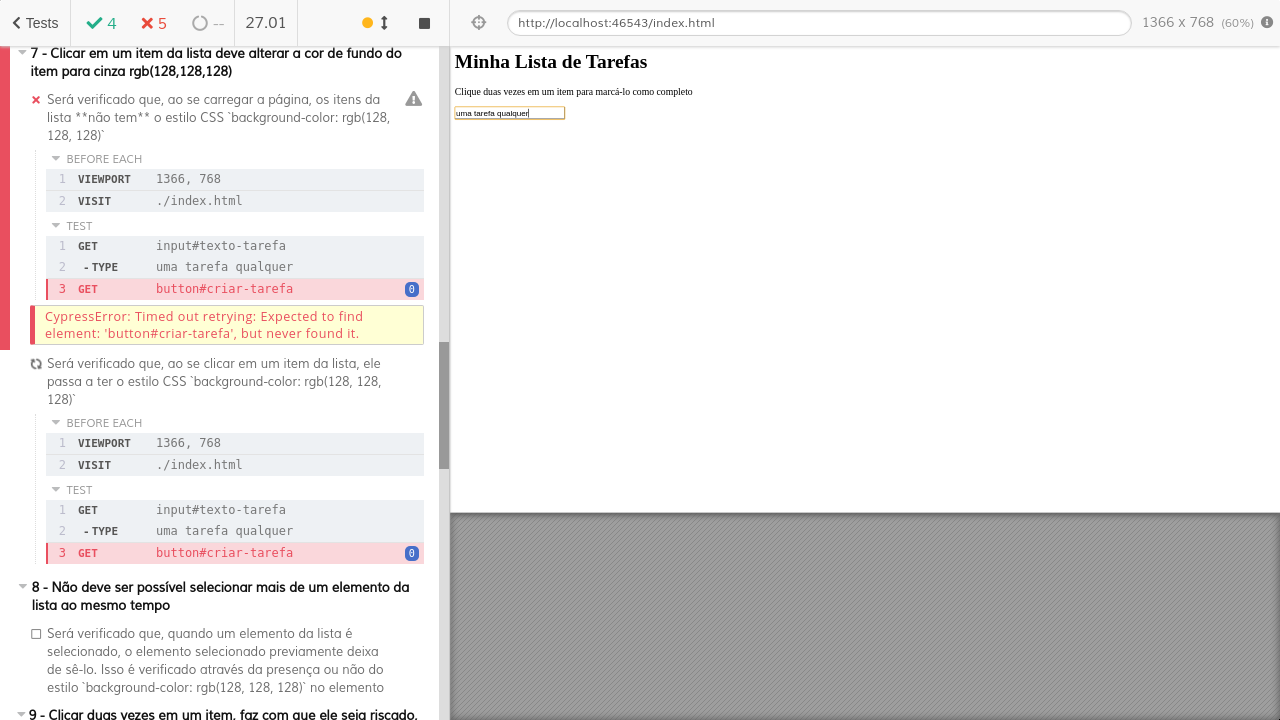 Tests
4
5
--
27.01
http://localhost:46543/index.html
1366 x 768 (60%)
7 - Clicar em um item da lista deve alterar a cor de fundo do
item para cinza rgb(128,128,128)
Será verificado que, ao se carregar a página, os itens da
lista **não tem** o estilo CSS `background-color: rgb(128,
128, 128)`
BEFORE EACH
1 VIEWPORT 1366, 768
2 VISIT ./index.html
TEST
1 GET input#texto-tarefa
2 -TYPE uma tarefa qualquer
3 GET button#criar-tarefa 0
CypressError: Timed out retrying: Expected to find
element: 'button#criar-tarefa', but never found it.
Será verificado que, ao se clicar em um item da lista, ele
passa a ter o estilo CSS `background-color: rgb(128, 128,
128)`
BEFORE EACH
1 VIEWPORT 1366, 768
2 VISIT ./index.html
TEST
1 GET input#texto-tarefa
2 -TYPE uma tarefa qualquer
3 GET button#criar-tarefa 0
8 - Não deve ser possível selecionar mais de um elemento da
lista ao mesmo tempo
Será verificado que, quando um elemento da lista é
selecionado, o elemento selecionado previamente deixa
de sê-lo. Isso é verificado através da presença ou não do
estilo `background-color: rgb(128, 128, 128)` no elemento
9 - Clicar duas vezes em um item, faz com que ele seja riscado,
Minha Lista de Tarefas
Clique duas vezes em um item para marcá-lo como completo
uma tarefa qualquer